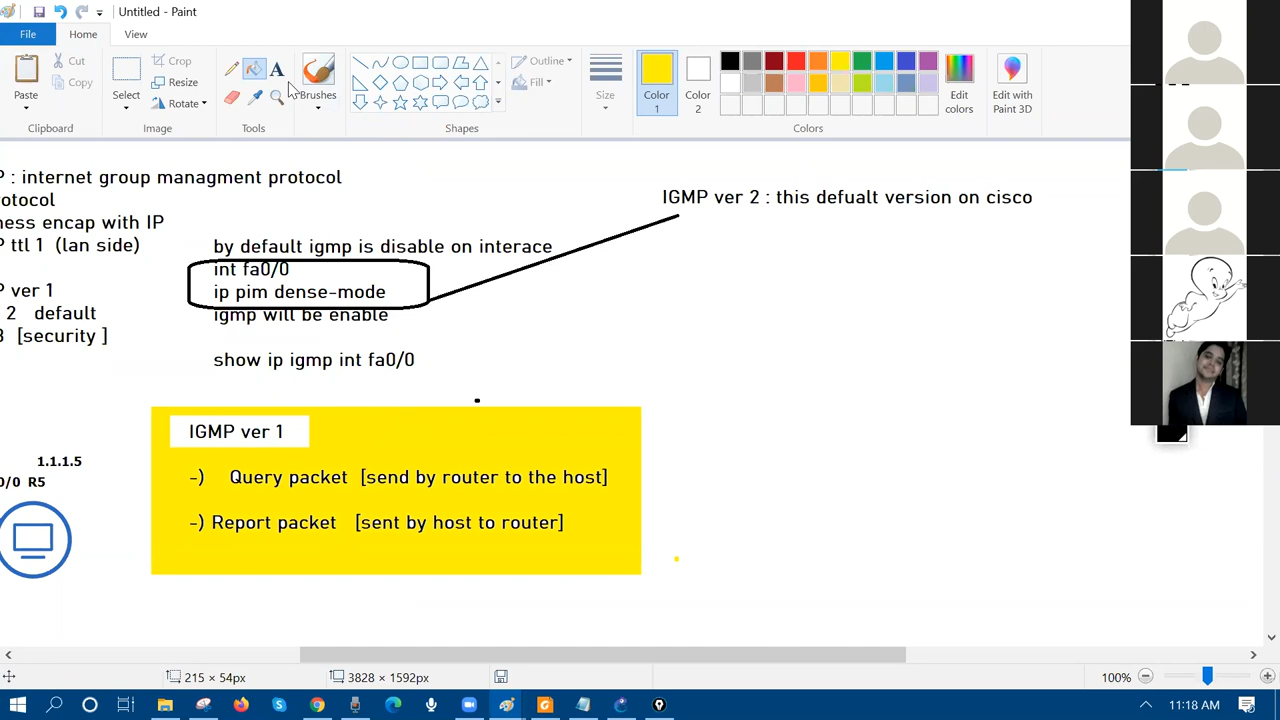 Untitled - Paint
File
Home
View
Paste
Cut
Copy
Clipboard
Select
Crop
Resize
Rotate
Image
A
Tools
Brushes
Shapes
Outline
Fill
Size
Color 1
Color 2
Edit colors
Edit with Paint 3D
Colors
P : internet group managment protocol
rotocol
ness encap with IP
P ttl 1 (lan side)
P ver 1
2 default
3 [security ]
by default igmp is disable on interace
int fa0/0
ip pim dense-mode
igmp will be enable
show ip igmp int fa0/0
IGMP ver 2 : this defualt version on cisco
IGMP ver 1
-) Query packet [send by router to the host]
-) Report packet [sent by host to router]
1.1.1.5
0/0 R5
215 × 54px
3828 × 1592px
100%
11:18 AM